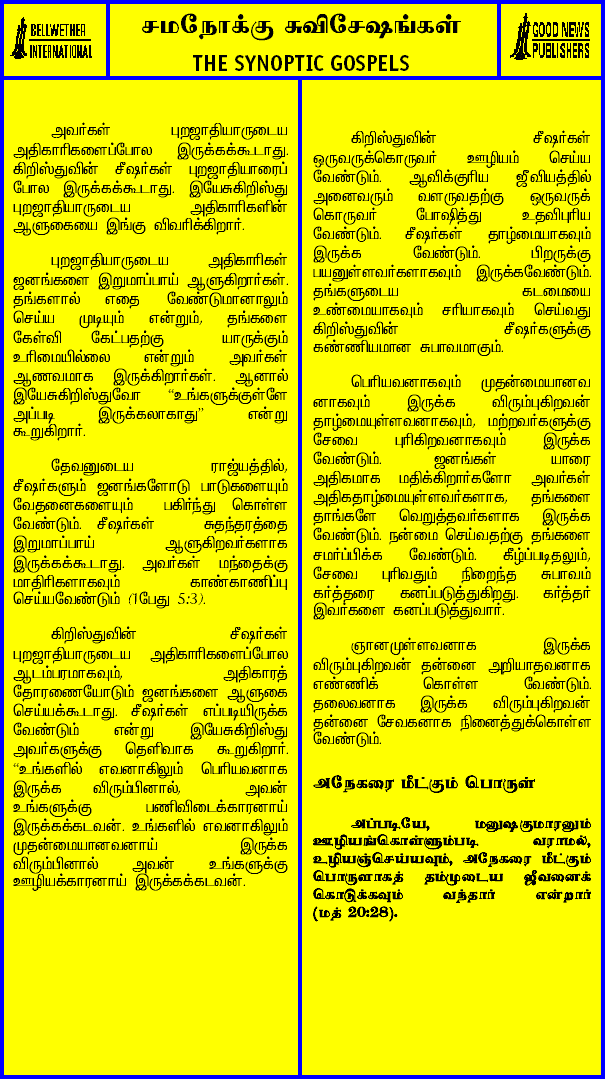 BELLWETHER
INTERNATIONAL
சமநோக்கு சுவிசேஷங்கள்
THE SYNOPTIC GOSPELS
GOOD NEWS
PUBLISHERS
அவர்கள் புறஜாதியாருடைய
அதிகாரிகளைப்போல இருக்கக்கூடாது.
கிறிஸ்துவின் சீஷர்கள் புறஜாதியாரைப்
போல இருக்கக்கூடாது. இயேசுகிறிஸ்து
புறஜாதியாருடைய அதிகாரிகளின்
ஆளுகையை இங்கு விவரிக்கிறார்.
புறஜாதியாருடைய அதிகாரிகள்
ஜனங்களை இறுமாப்பாய் ஆளுகிறார்கள்.
தங்களால் எதை வேண்டுமானாலும்
செய்ய முடியும் என்றும், தங்களை
கேள்வி கேட்பதற்கு யாருக்கும்
உரிமையில்லை என்றும் அவர்கள்
ஆணவமாக இருக்கிறார்கள். ஆனால்
இயேசுகிறிஸ்துவோ “உங்களுக்குள்ளே
அப்படி இருக்கலாகாது” என்று
கூறுகிறார்.
தேவனுடைய ராஜ்யத்தில்,
சீஷர்களும் ஜனங்களோடு பாடுகளையும்
வேதனைகளையும் பகிர்ந்து கொள்ள
வேண்டும். சீஷர்கள் சுதந்தரத்தை
இறுமாப்பாய் ஆளுகிறவர்களாக
இருக்கக்கூடாது. அவர்கள் மந்தைக்கு
மாதிரிகளாகவும் காண்காணிப்பு
செய்யவேண்டும் (1பேது 5:3).
கிறிஸ்துவின் சீஷர்கள்
புறஜாதியாருடைய அதிகாரிகளைப்போல
ஆடம்பரமாகவும், அதிகாரத்
தோரணையோடும் ஜனங்களை ஆளுகை
செய்யக்கூடாது. சீஷர்கள் எப்படியிருக்க
வேண்டும் என்று இயேசுகிறிஸ்து
அவர்களுக்கு தெளிவாக கூறுகிறார்.
“உங்களில் எவனாகிலும் பெரியவனாக
இருக்க விரும்பினால், அவன்
உங்களுக்கு பணிவிடைக்காரனாய்
இருக்கக்கடவன். உங்களில் எவனாகிலும்
முதன்மையானவனாய் இருக்க
விரும்பினால் அவன் உங்களுக்கு
ஊழியக்காரனாய் இருக்கக்கடவன்.
கிறிஸ்துவின் சீஷர்கள்
ஒருவருக்கொருவர் ஊழியம் செய்ய
வேண்டும். ஆவிக்குரிய ஜீவியத்தில்
அனைவரும் வளருவதற்கு ஒருவருக்
கொருவர் போஷித்து உதவிபுரிய
வேண்டும். சீஷர்கள் தாழ்மையாகவும்
இருக்க வேண்டும். பிறருக்கு
பயனுள்ளவர்களாகவும் இருக்கவேண்டும்.
தங்களுடைய கடமையை
உண்மையாகவும் சரியாகவும் செய்வது
கிறிஸ்துவின் சீஷர்களுக்கு
கண்ணியமான சுபாவமாகும்.
பெரியவனாகவும் முதன்மையானவ
னாகவும் இருக்க விரும்புகிறவன்
தாழ்மையுள்ளவனாகவும், மற்றவர்களுக்கு
சேவை புரிகிறவனாகவும் இருக்க
வேண்டும். ஜனங்கள் யாரை
அதிகமாக மதிக்கிறார்களோ அவர்கள்
அதிகதாழ்மையுள்ளவர்களாக, தங்களை
தாங்களே வெறுத்தவர்களாக இருக்க
வேண்டும். நன்மை செய்வதற்கு தங்களை
சமர்ப்பிக்க வேண்டும். கீழ்ப்படிதலும்,
சேவை புரிவதும் நிறைந்த சுபாவம்
கர்த்தரை கனப்படுத்துகிறது. கர்த்தர்
இவர்களை கனப்படுத்துவார்.
ஞானமுள்ளவனாக இருக்க
விரும்புகிறவன் தன்னை அறியாதவனாக
எண்ணிக் கொள்ள வேண்டும்.
தலைவனாக இருக்க விரும்புகிறவன்
தன்னை சேவகனாக நினைத்துக்கொள்ள
வேண்டும்.
அநேகரை மீட்கும் பொருள்
அப்படியே, மனுஷகுமாரனும்
ஊழியங்கொள்ளும்படி வராமல்,
உழியஞ்செய்யவும், அநேகரை மீட்கும்
பொருளாகத் தம்முடைய ஜீவனைக்
கொடுக்கவும் வந்தார் என்றார்
(மத் 20:28).